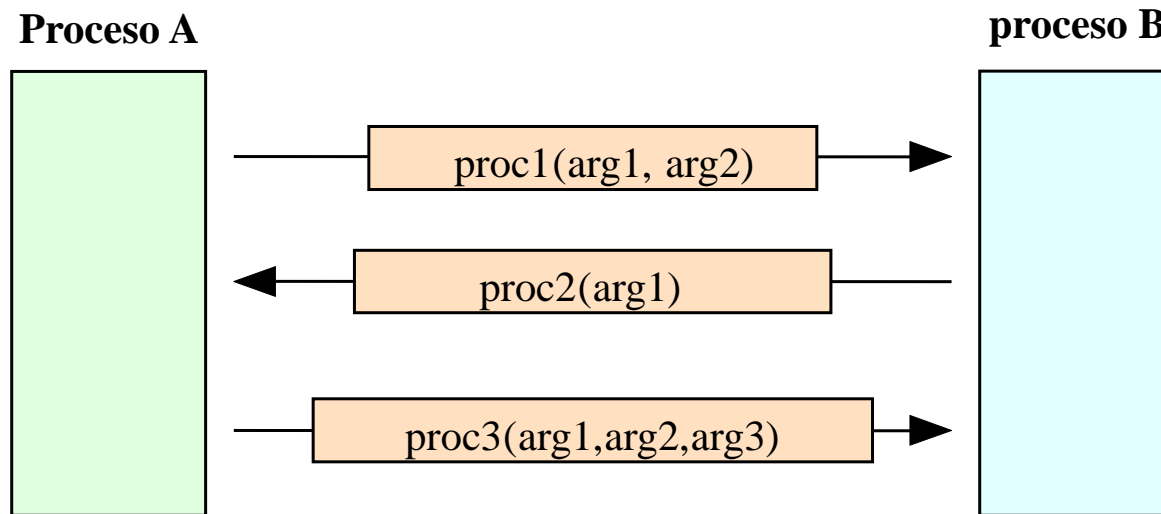 Proceso A
proceso B
proc1(arg1, arg2)
proc2(arg1)
proc3(arg1,arg2,arg3)